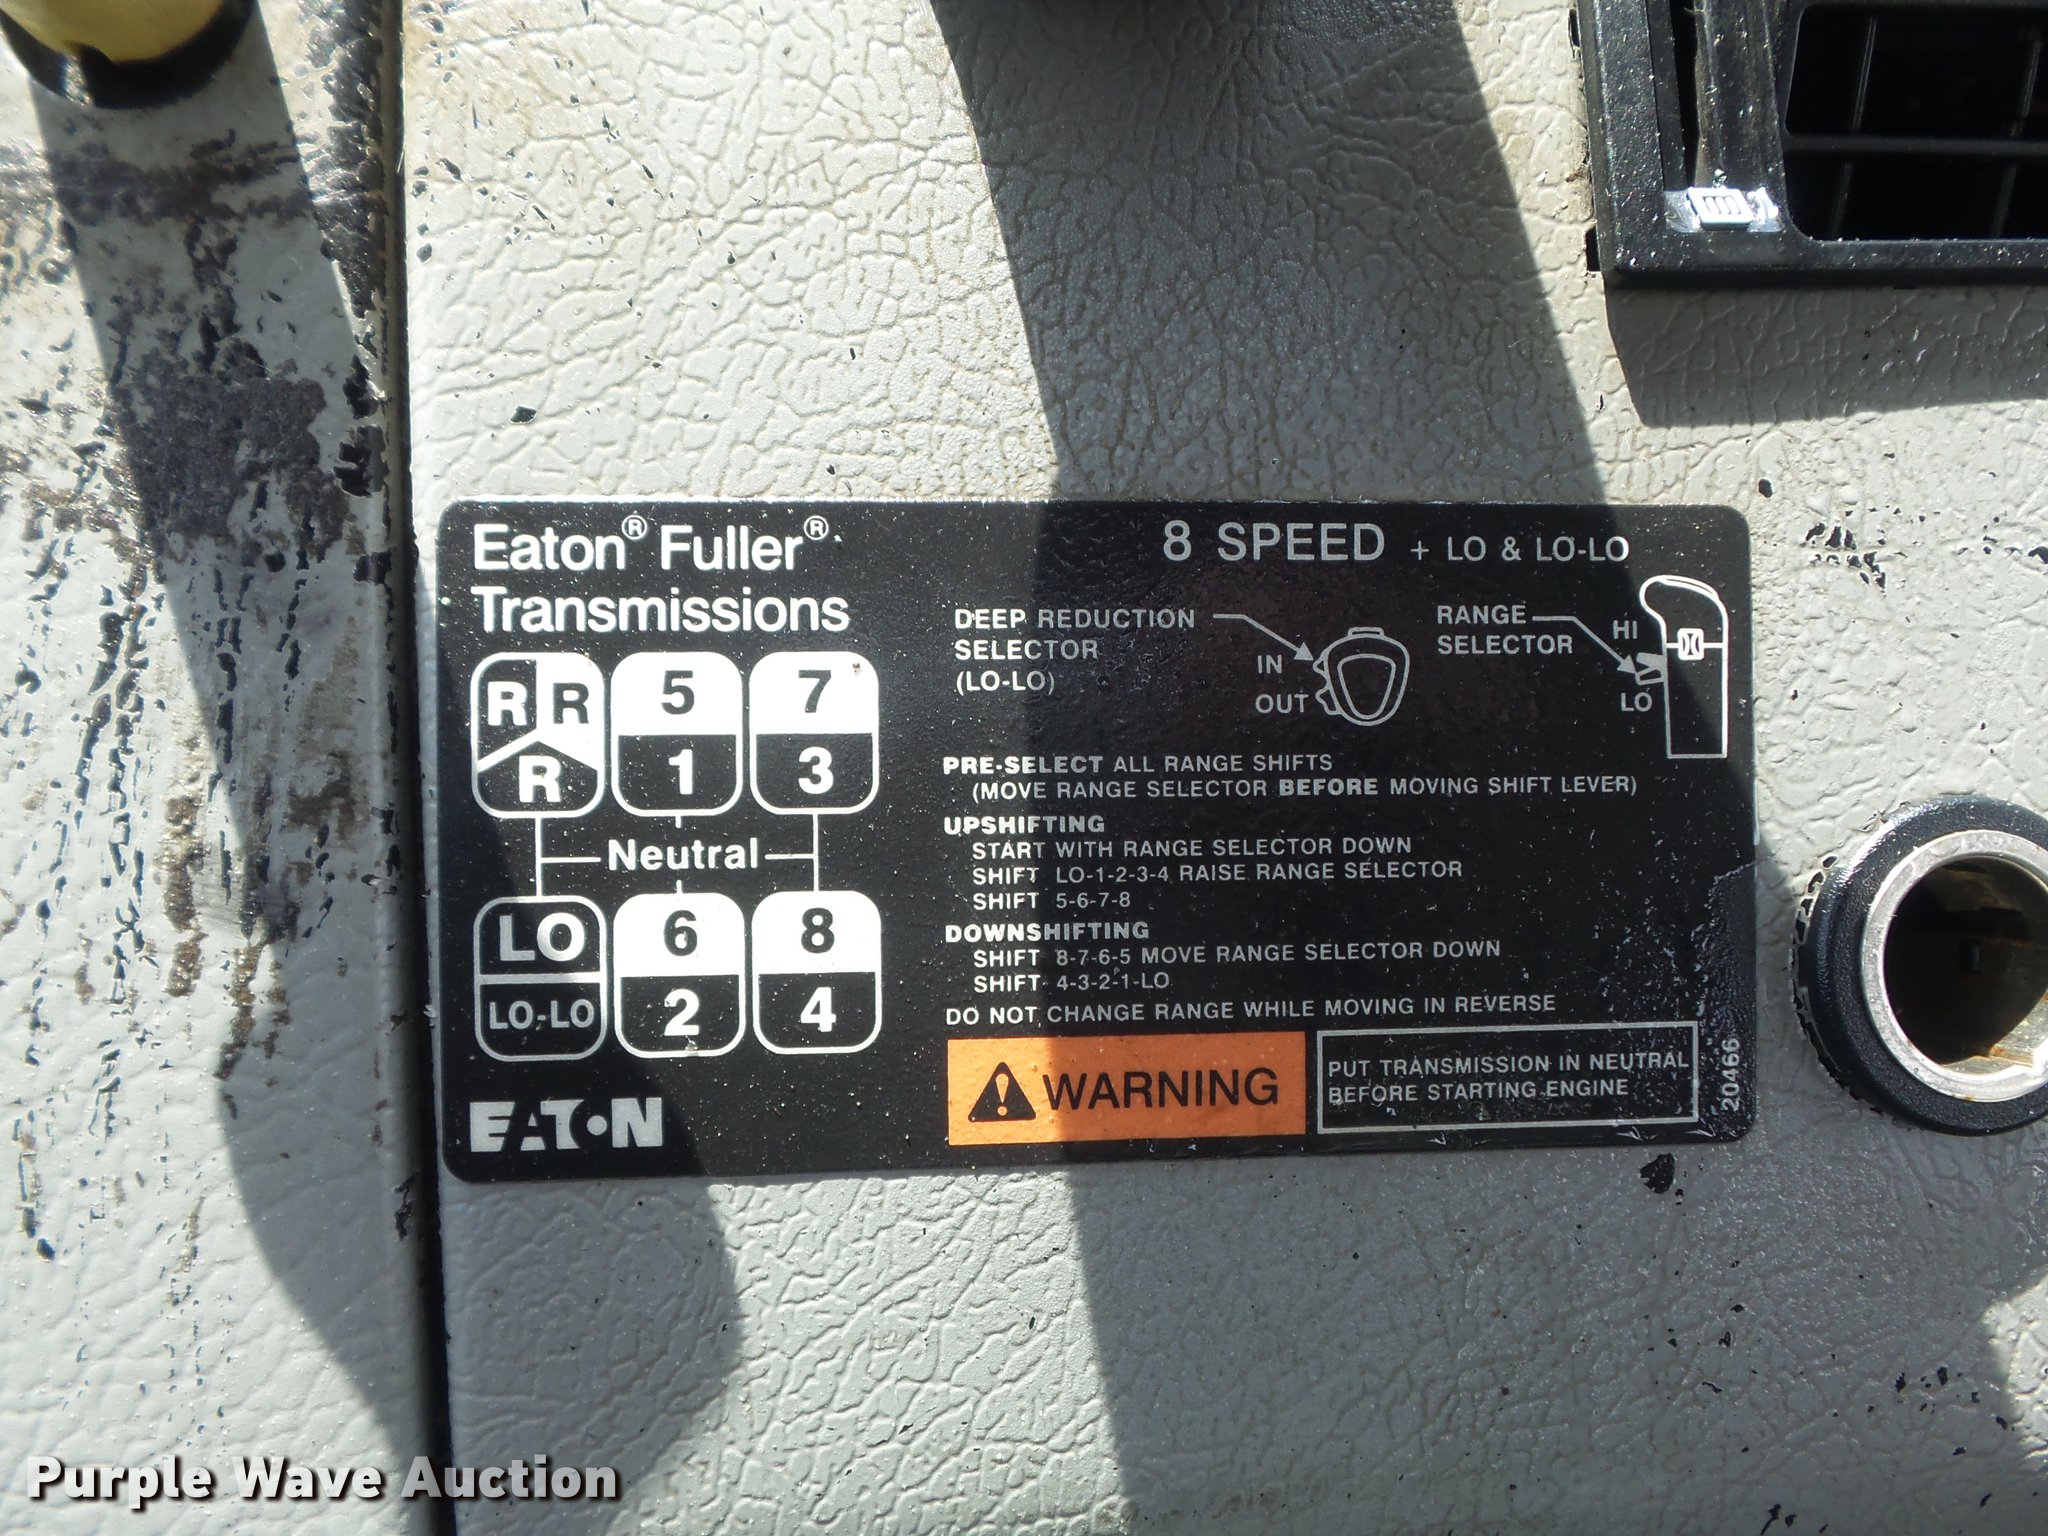 Eaton® Fuller®
Transmissions
8 SPEED + LO & LO-LO
R R 5 7
R 1 3
Neutral
LO 6 8
LO-LO 2 4
EATON
DEEP REDUCTION
SELECTOR
(LO-LO)
IN
OUT
RANGE
SELECTOR
HI
LO
PRE-SELECT ALL RANGE SHIFTS
(MOVE RANGE SELECTOR BEFORE MOVING SHIFT LEVER)
UPSHIFTING
START WITH RANGE SELECTOR DOWN
SHIFT LO-1-2-3-4 RAISE RANGE SELECTOR
SHIFT 5-6-7-8
DOWNSHIFTING
SHIFT 8-7-6-5 MOVE RANGE SELECTOR DOWN
SHIFT 4-3-2-1-LO
DO NOT CHANGE RANGE WHILE MOVING IN REVERSE
WARNING
PUT TRANSMISSION IN NEUTRAL
BEFORE STARTING ENGINE
20466
Purple Wave Auction